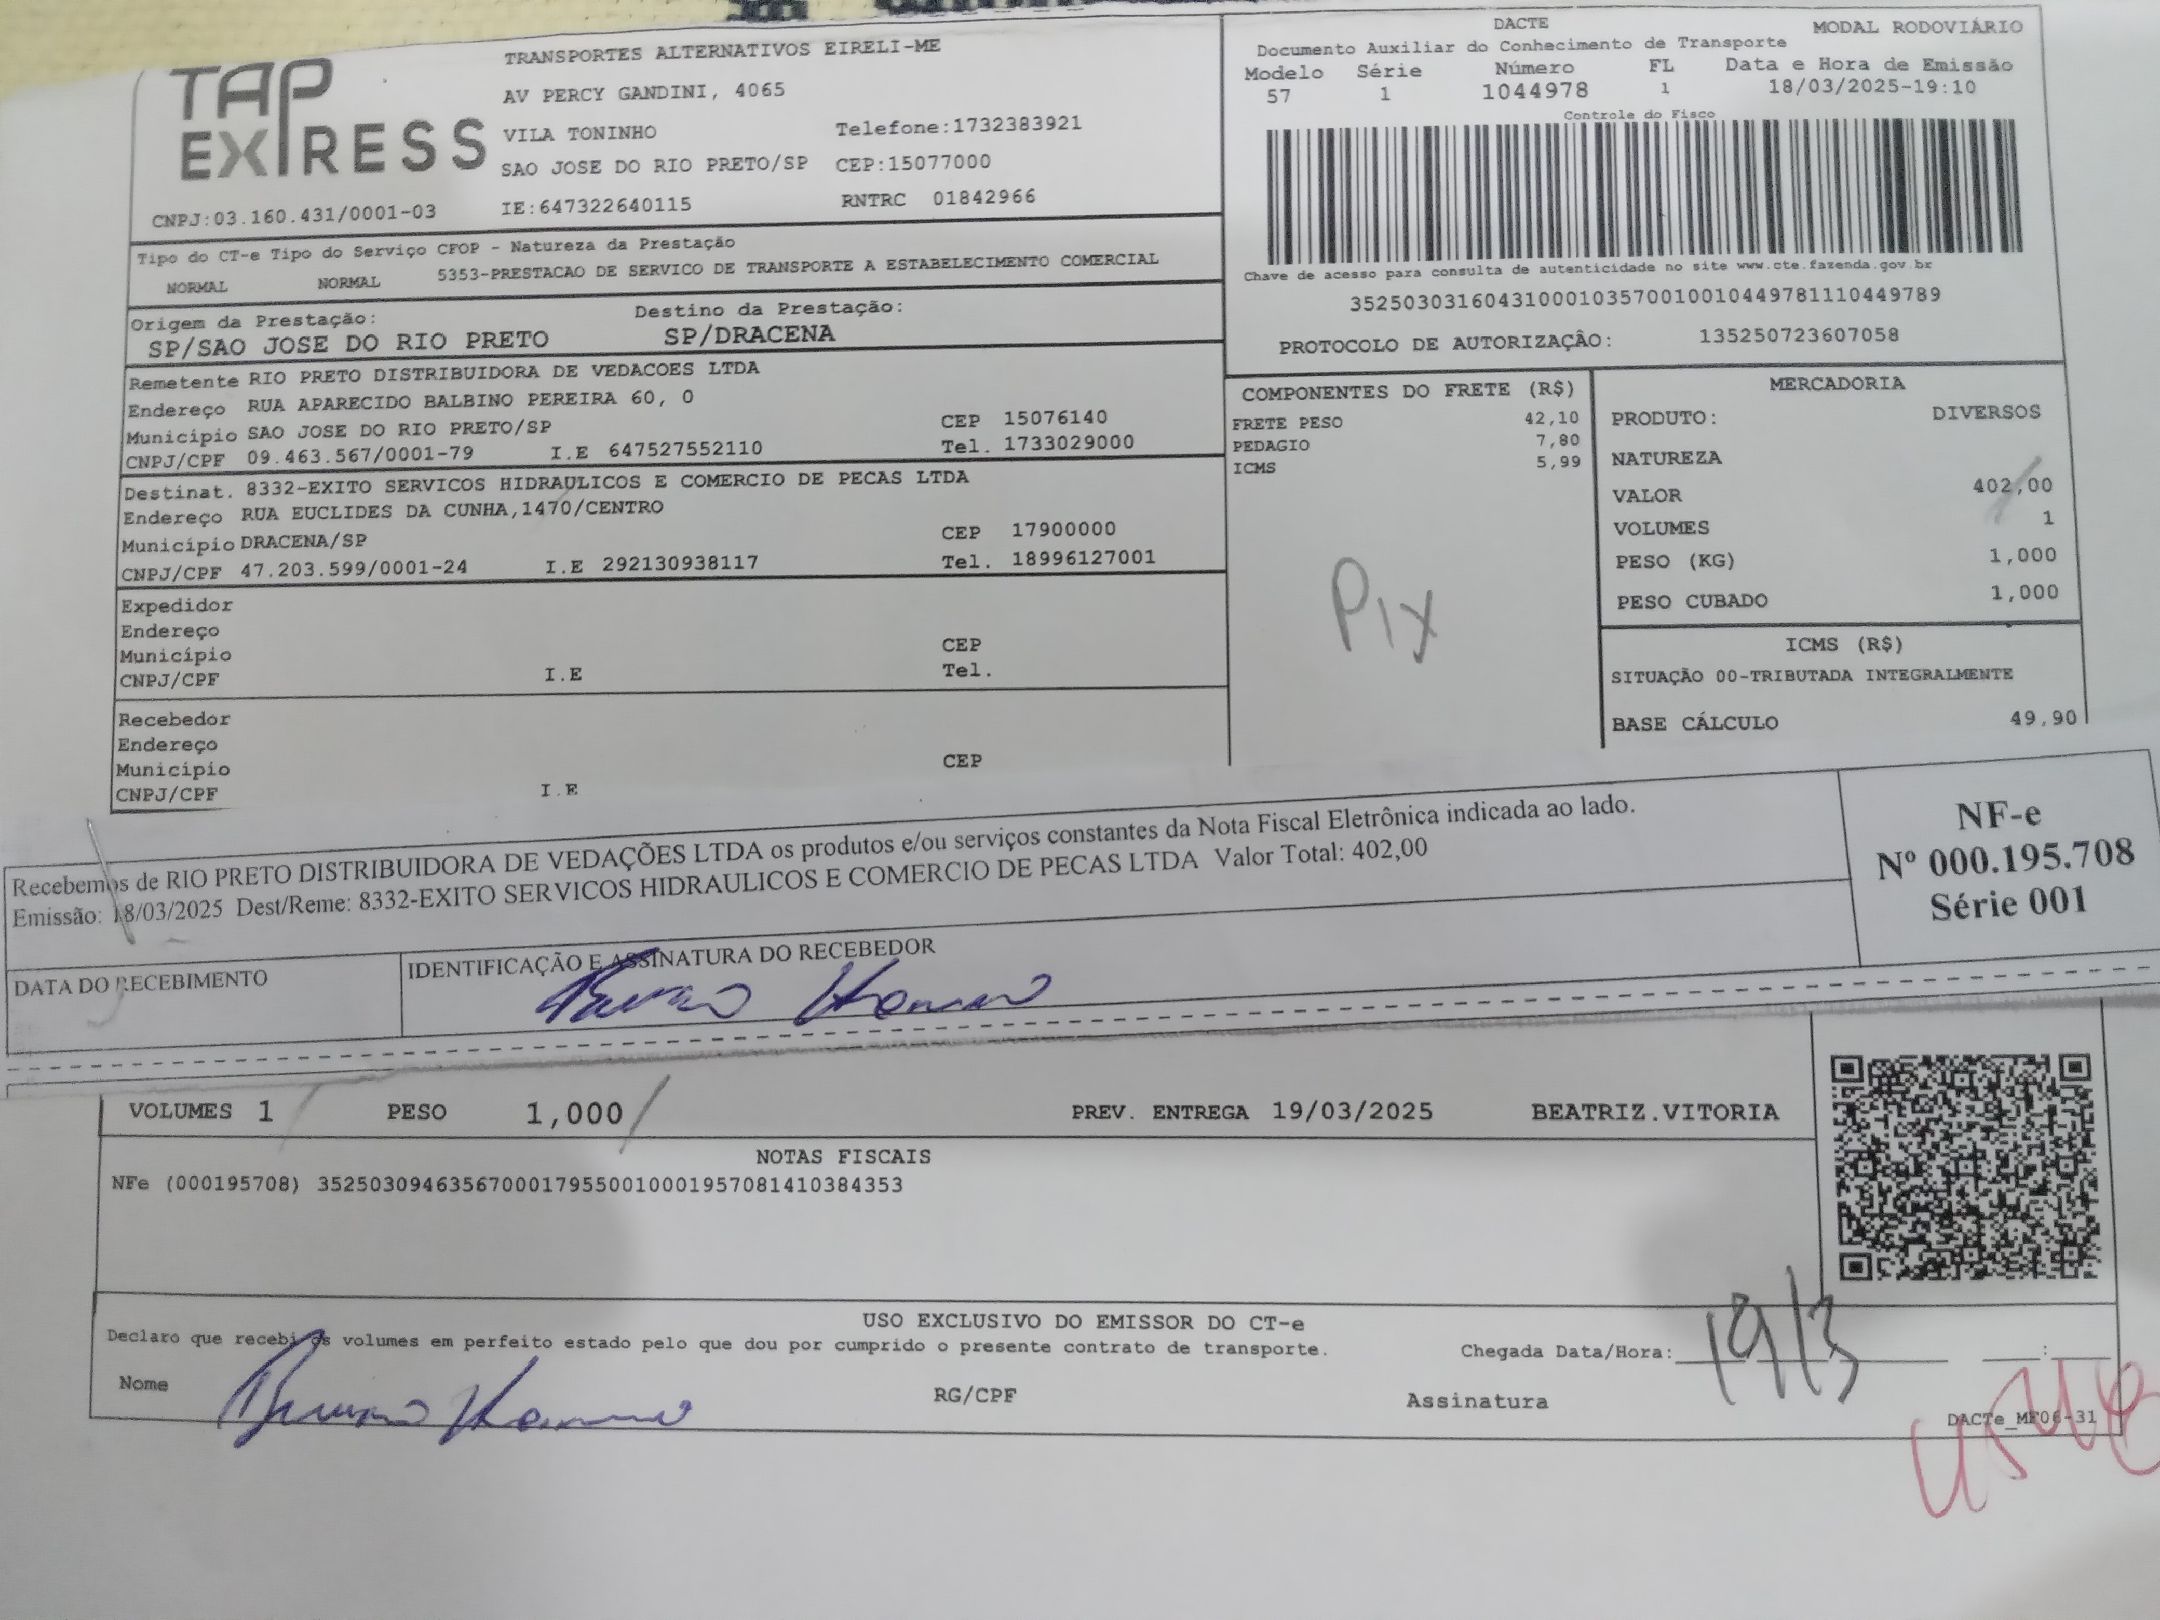 TAP EXPRESS
TRANSPORTES ALTERNATIVOS EIRELI-ME
AV PERCY GANDINI, 4065
VILA TONINHO Telefone:1732383921
SAO JOSE DO RIO PRETO/SP CEP:15077000
CNPJ:03.160.431/0001-03 IE:647322640115 RNTRC 01842966
DACTE MODAL RODOVIÁRIO
Documento Auxiliar do Conhecimento de Transporte
Modelo Série Número FL Data e Hora de Emissão
57 1 1044978 1 18/03/2025-19:10
Controle do Fisco
Chave de acesso para consulta de autenticidade no site www.cte.fazenda.gov.br
35250303160431000103570010010449781110449789
PROTOCOLO DE AUTORIZAÇÂO: 135250723607058
Tipo do CT-e Tipo do Serviço CFOP - Natureza da Prestação
NORMAL NORMAL 5353-PRESTACAO DE SERVICO DE TRANSPORTE A ESTABELECIMENTO COMERCIAL
Origem da Prestação: Destino da Prestação:
SP/SAO JOSE DO RIO PRETO SP/DRACENA
Remetente RIO PRETO DISTRIBUIDORA DE VEDACOES LTDA
Endereço RUA APARECIDO BALBINO PEREIRA 60, 0
Município SAO JOSE DO RIO PRETO/SP CEP 15076140
CNPJ/CPF 09.463.567/0001-79 I.E 647527552110 Tel. 1733029000
Destinat. 8332-EXITO SERVICOS HIDRAULICOS E COMERCIO DE PECAS LTDA
Endereço RUA EUCLIDES DA CUNHA,1470/CENTRO
Município DRACENA/SP CEP 17900000
CNPJ/CPF 47.203.599/0001-24 I.E 292130938117 Tel. 18996127001
Expedidor
Endereço
Município CEP
CNPJ/CPF I.E Tel.
Recebedor
Endereço
Município CEP
CNPJ/CPF I.E
COMPONENTES DO FRETE (R$)
FRETE PESO 42,10
PEDAGIO 7,80
ICMS 5,99
Pix
MERCADORIA
PRODUTO: DIVERSOS
NATUREZA
VALOR 402,00
VOLUMES 1
PESO (KG) 1,000
PESO CUBADO 1,000
ICMS (R$)
SITUAÇÃO 00-TRIBUTADA INTEGRALMENTE
BASE CÁLCULO 49,90
Recebemos de RIO PRETO DISTRIBUIDORA DE VEDAÇÕES LTDA os produtos e/ou serviços constantes da Nota Fiscal Eletrônica indicada ao lado.
Emissão: 18/03/2025 Dest/Reme: 8332-EXITO SERVICOS HIDRAULICOS E COMERCIO DE PECAS LTDA Valor Total: 402,00
NF-e
Nº 000.195.708
Série 001
DATA DO RECEBIMENTO IDENTIFICAÇÃO E ASSINATURA DO RECEBEDOR
VOLUMES 1 PESO 1,000 PREV. ENTREGA 19/03/2025 BEATRIZ.VITORIA
NOTAS FISCAIS
NFe (000195708) 35250309463567000179550010001957081410384353
USO EXCLUSIVO DO EMISSOR DO CT-e
Declaro que recebi os volumes em perfeito estado pelo que dou por cumprido o presente contrato de transporte.
Chegada Data/Hora: 19/3
Nome RG/CPF Assinatura
DACTe_MF06-31